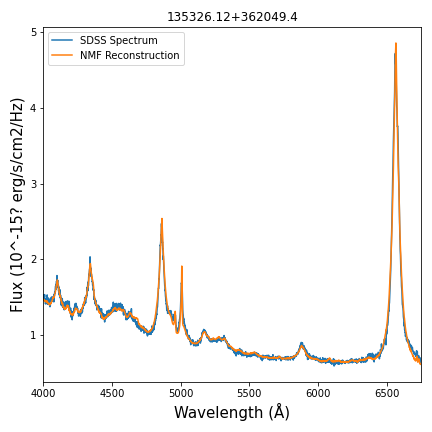 135326.12+362049.4
SDSS Spectrum
NMF Reconstruction
5
4
3
2
1
Flux (10^-15? erg/s/cm2/Hz)
4000 4500 5000 5500 6000 6500
Wavelength (Å)